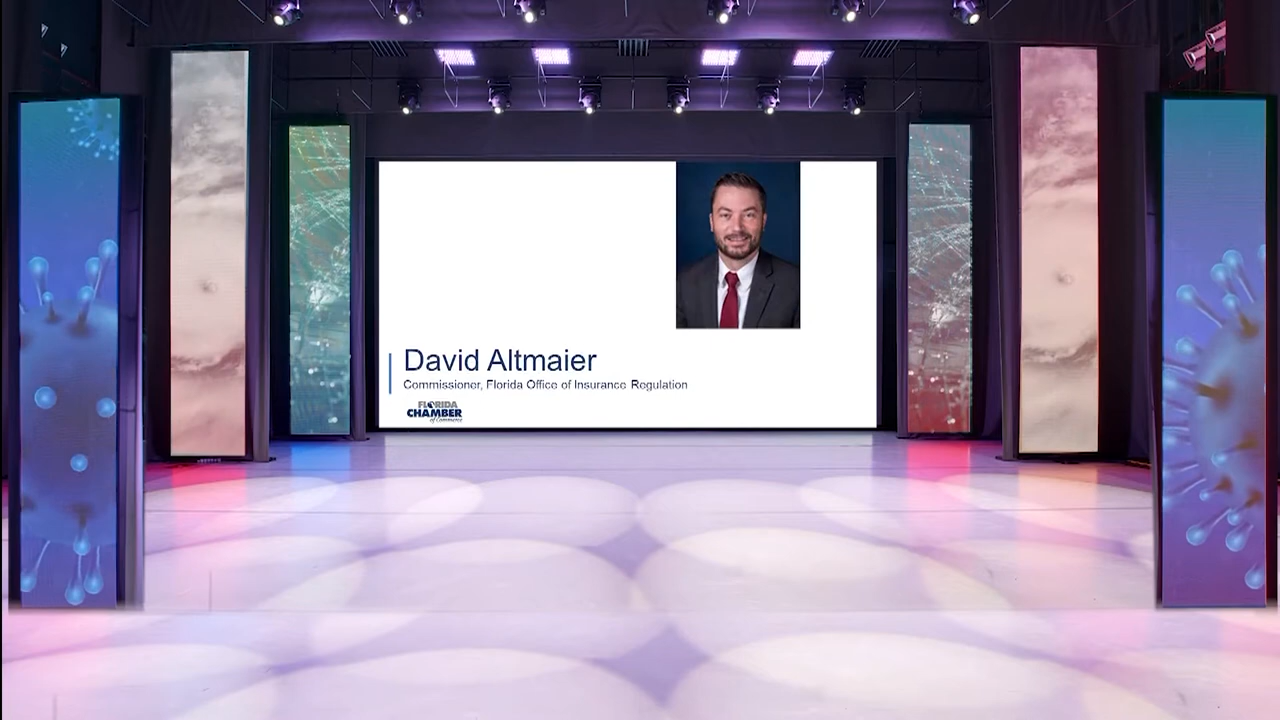 David Altmaier
Commissioner, Florida Office of Insurance Regulation
FLORIDA
CHAMBER
of Commerce